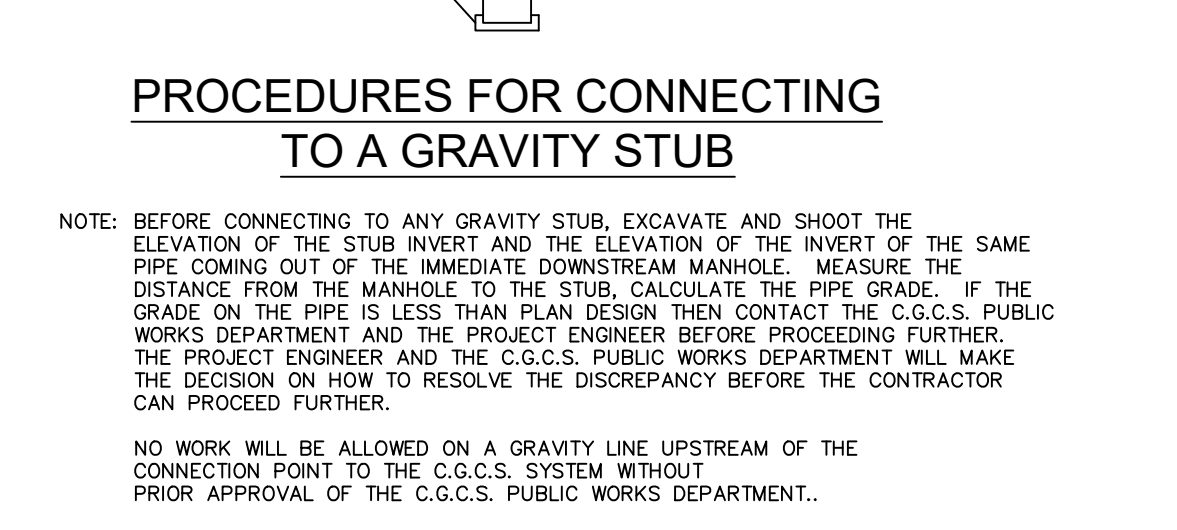 PROCEDURES FOR CONNECTING
TO A GRAVITY STUB
NOTE: BEFORE CONNECTING TO ANY GRAVITY STUB, EXCAVATE AND SHOOT THE
ELEVATION OF THE STUB INVERT AND THE ELEVATION OF THE INVERT OF THE SAME
PIPE COMING OUT OF THE IMMEDIATE DOWNSTREAM MANHOLE. MEASURE THE
DISTANCE FROM THE MANHOLE TO THE STUB, CALCULATE THE PIPE GRADE. IF THE
GRADE ON THE PIPE IS LESS THAN PLAN DESIGN THEN CONTACT THE C.G.C.S. PUBLIC
WORKS DEPARTMENT AND THE PROJECT ENGINEER BEFORE PROCEEDING FURTHER.
THE PROJECT ENGINEER AND THE C.G.C.S. PUBLIC WORKS DEPARTMENT WILL MAKE
THE DECISION ON HOW TO RESOLVE THE DISCREPANCY BEFORE THE CONTRACTOR
CAN PROCEED FURTHER.
NO WORK WILL BE ALLOWED ON A GRAVITY LINE UPSTREAM OF THE
CONNECTION POINT TO THE C.G.C.S. SYSTEM WITHOUT
PRIOR APPROVAL OF THE C.G.C.S. PUBLIC WORKS DEPARTMENT..